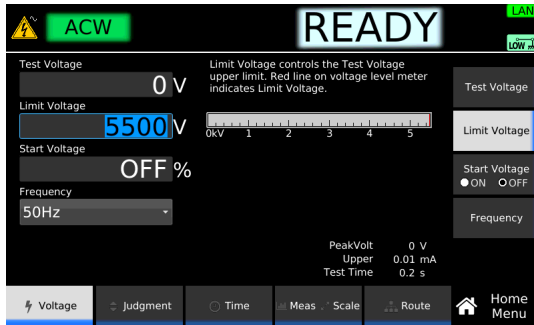 ACW
READY
LAN
LOW
Test Voltage
0 V
Limit Voltage
5500 V
Start Voltage
OFF %
Frequency
50Hz
Limit Voltage controls the Test Voltage
upper limit. Red line on voltage level meter
indicates Limit Voltage.
0kV 1 2 3 4 5
PeakVolt 0 V
Upper 0.01 mA
Test Time 0.2 s
Test Voltage
Limit Voltage
Start Voltage
ON OFF
Frequency
Voltage
Judgment
Time
Meas Scale
Route
Home
Menu